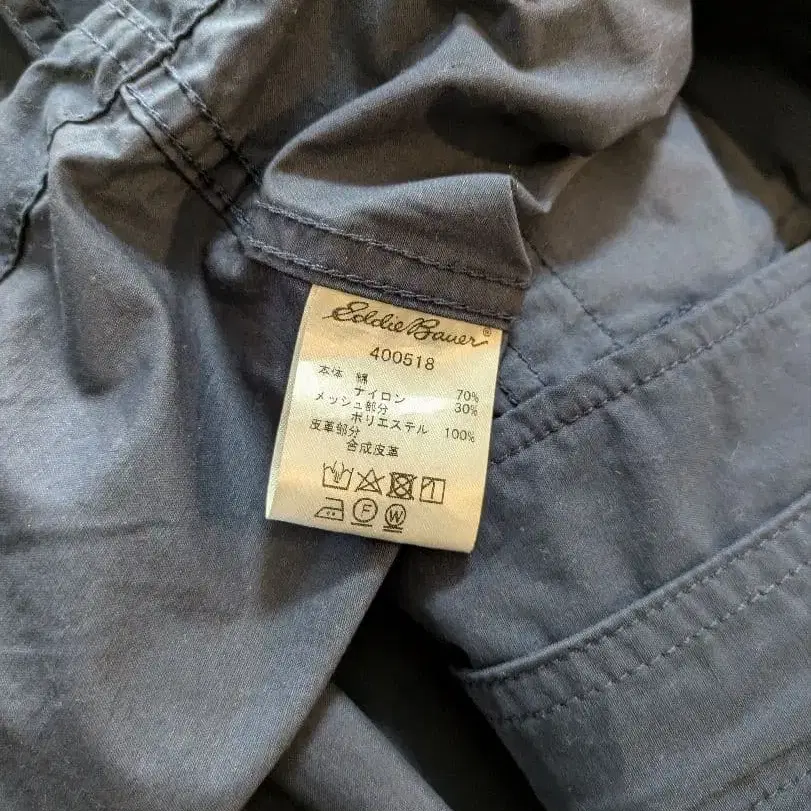 Eddie Bauer®
400518
本体 綿 70%
ナイロン 30%
メッシュ部分
ポリエステル 100%
皮革部分
合成皮革
F W